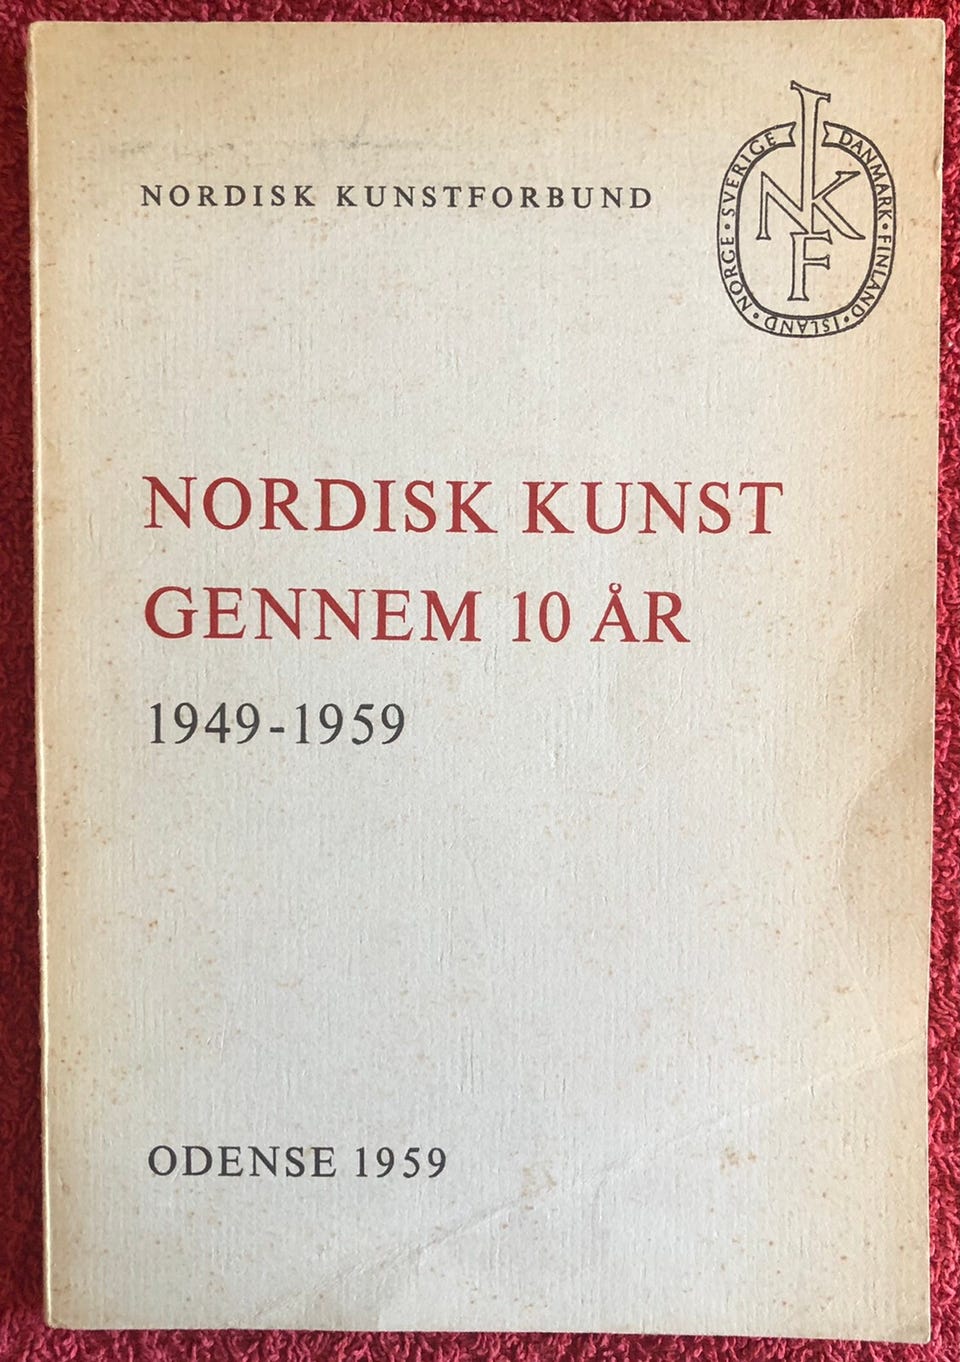 NORDISK KUNSTFORBUND
NKF
NORGE · SVERIGE DANMARK · FINLAND · ISLAND ·
NORDISK KUNST
GENNEM 10 ÅR
1949-1959
ODENSE 1959